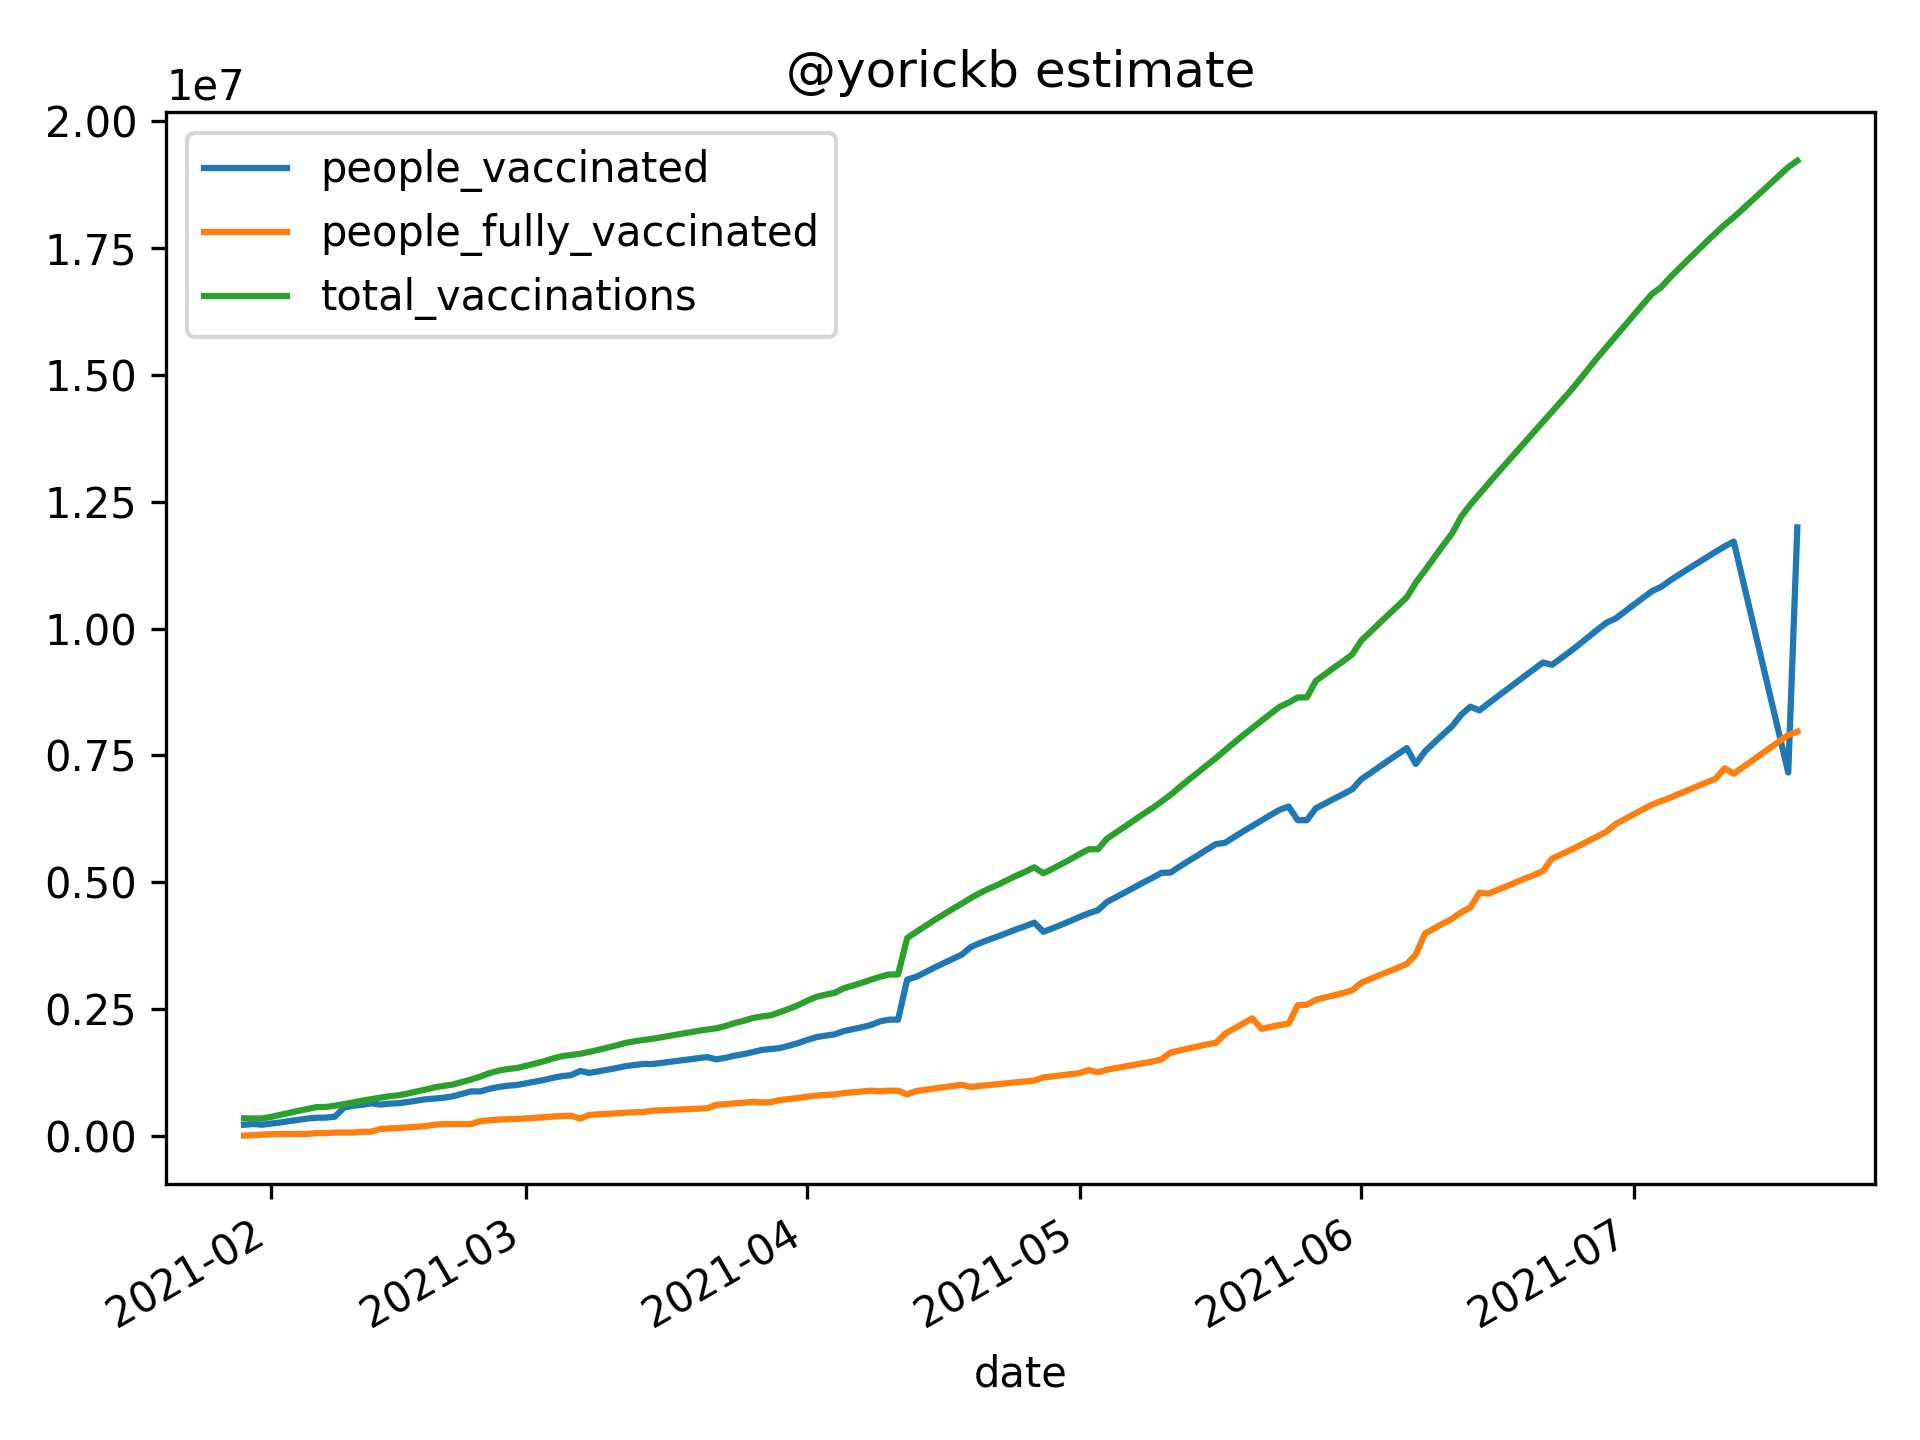 @yorickb estimate
1e7
2.00
1.75
1.50
1.25
1.00
0.75
0.50
0.25
0.00
people_vaccinated
people_fully_vaccinated
total_vaccinations
2021-02
2021-03
2021-04
2021-05
2021-06
2021-07
date